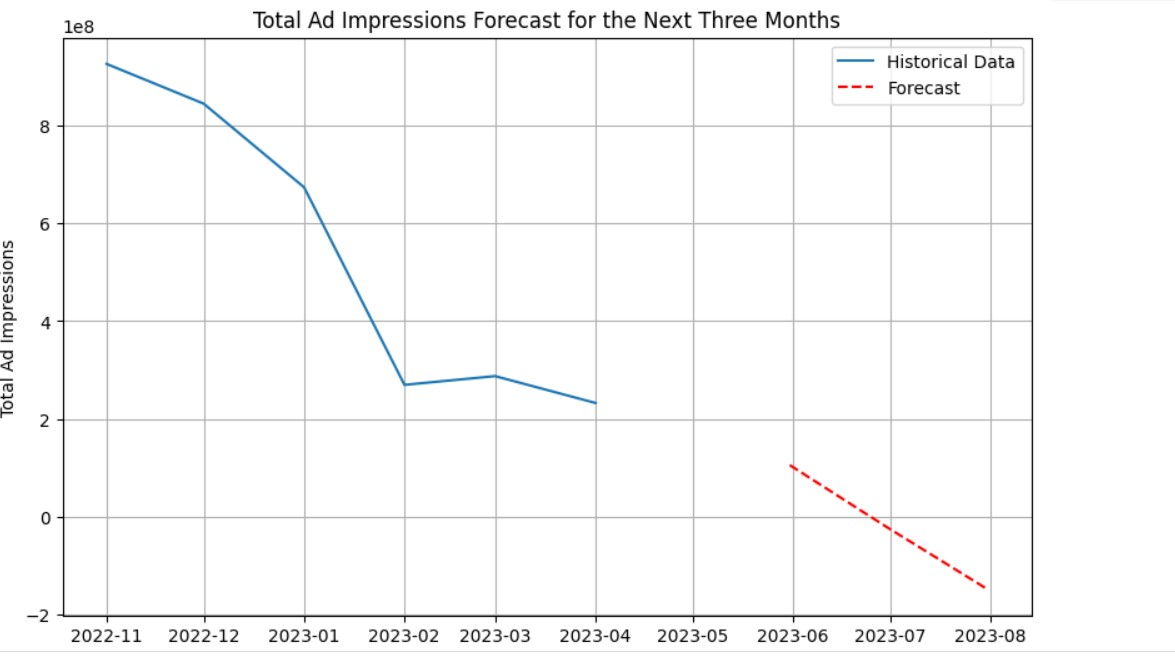 Total Ad Impressions Forecast for the Next Three Months
1e8
Historical Data
Forecast
8
6
4
2
0
−2
Total Ad Impressions
2022-11 2022-12 2023-01 2023-02 2023-03 2023-04 2023-05 2023-06 2023-07 2023-08